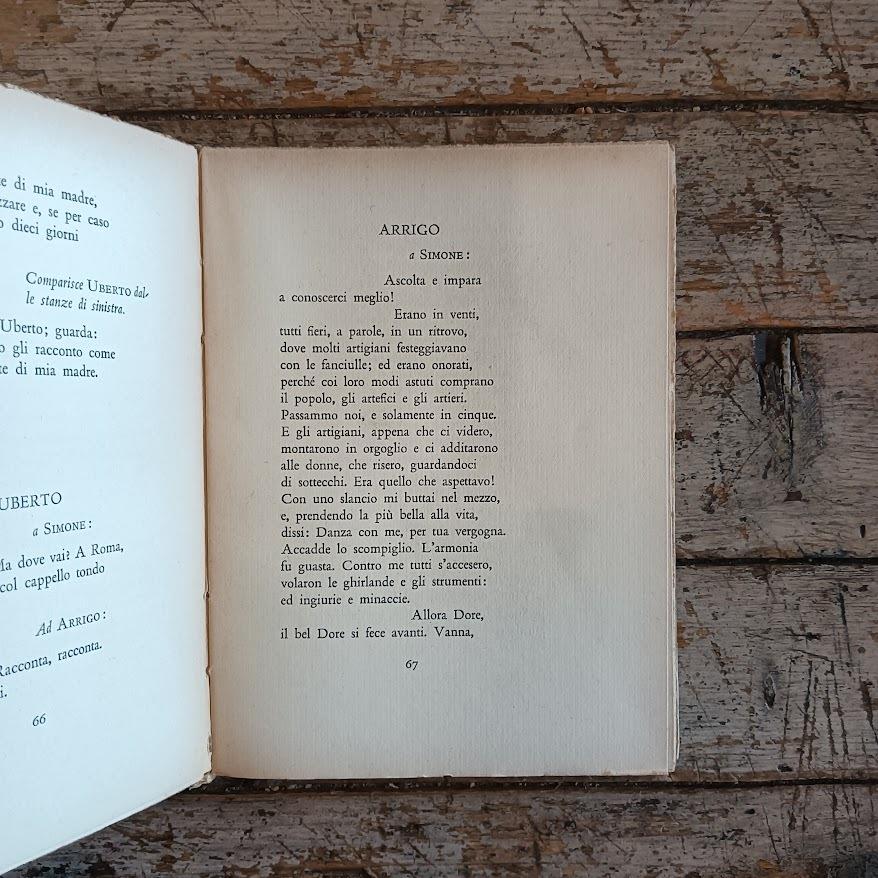 e di mia madre,
zzare e, se per caso
o dieci giorni
Comparisce UBERTO dal-
le stanze di sinistra.
Uberto; guarda:
o gli racconto come
te di mia madre.
UBERTO
a SIMONE:
Ma dove vai? A Roma,
col cappello tondo
Ad ARRIGO:
Racconta, racconta.
i.
66
ARRIGO
a SIMONE:
Ascolta e impara
a conoscerci meglio!
Erano in venti,
tutti fieri, a parole, in un ritrovo,
dove molti artigiani festeggiavano
con le fanciulle; ed erano onorati,
perché coi loro modi astuti comprano
il popolo, gli artefici e gli artieri.
Passammo noi, e solamente in cinque.
E gli artigiani, appena che ci videro,
montarono in orgoglio e ci additarono
alle donne, che risero, guardandoci
di sottecchi. Era quello che aspettavo!
Con uno slancio mi buttai nel mezzo,
e, prendendo la più bella alla vita,
dissi: Danza con me, per tua vergogna.
Accadde lo scompiglio. L'armonia
fu guasta. Contro me tutti s'accesero,
volaron le ghirlande e gli strumenti:
ed ingiurie e minaccie.
Allora Dore,
il bel Dore si fece avanti. Vanna,
67